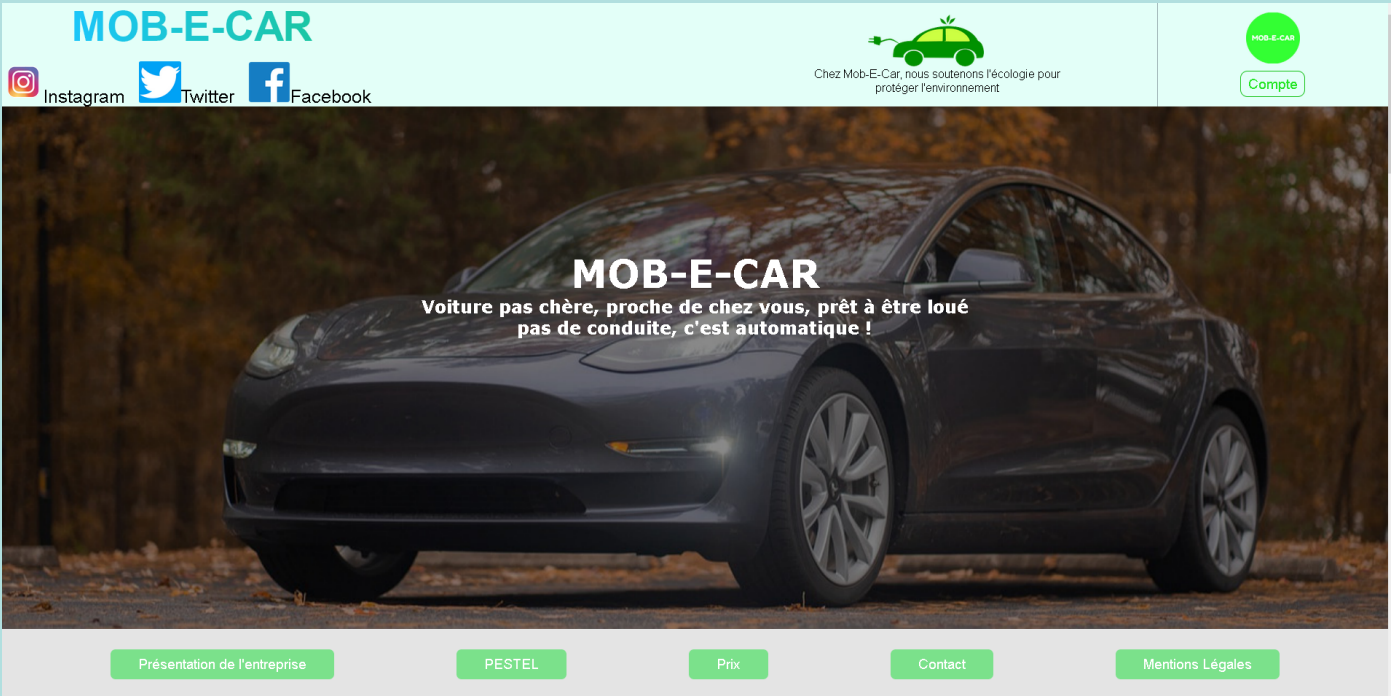 MOB-E-CAR
Instagram
Twitter
Facebook
Chez Mob-E-Car, nous soutenons l'écologie pour
protéger l'environnement
MOB-E-CAR
Compte
MOB-E-CAR
Voiture pas chère, proche de chez vous, prêt à être loué
pas de conduite, c'est automatique !
Présentation de l'entreprise
PESTEL
Prix
Contact
Mentions Légales